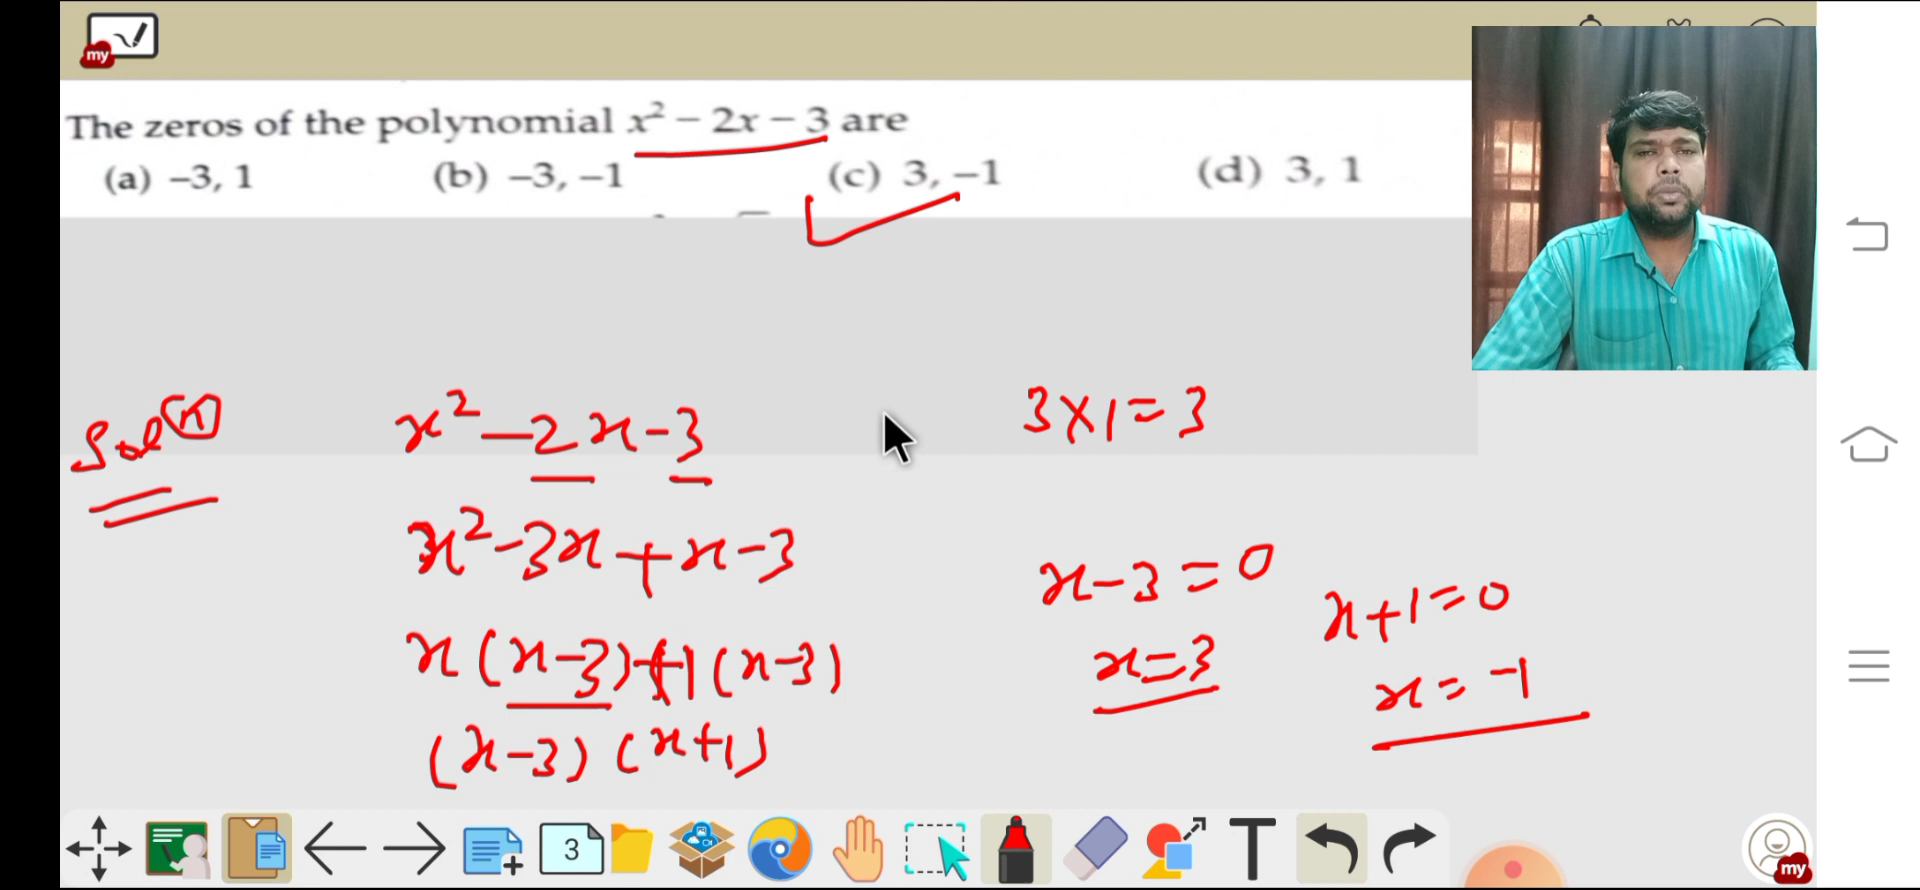 my
The zeros of the polynomial x² – 2x – 3 are
(a) –3, 1 (b) –3, –1 (c) 3, –1 (d) 3, 1
Sol(n)
x² – 2x – 3
3 × 1 = 3
x² – 3x + x – 3
x (x – 3) + 1 (x – 3)
(x – 3) (x + 1)
x – 3 = 0
x = 3
x + 1 = 0
x = –1
3
T
my